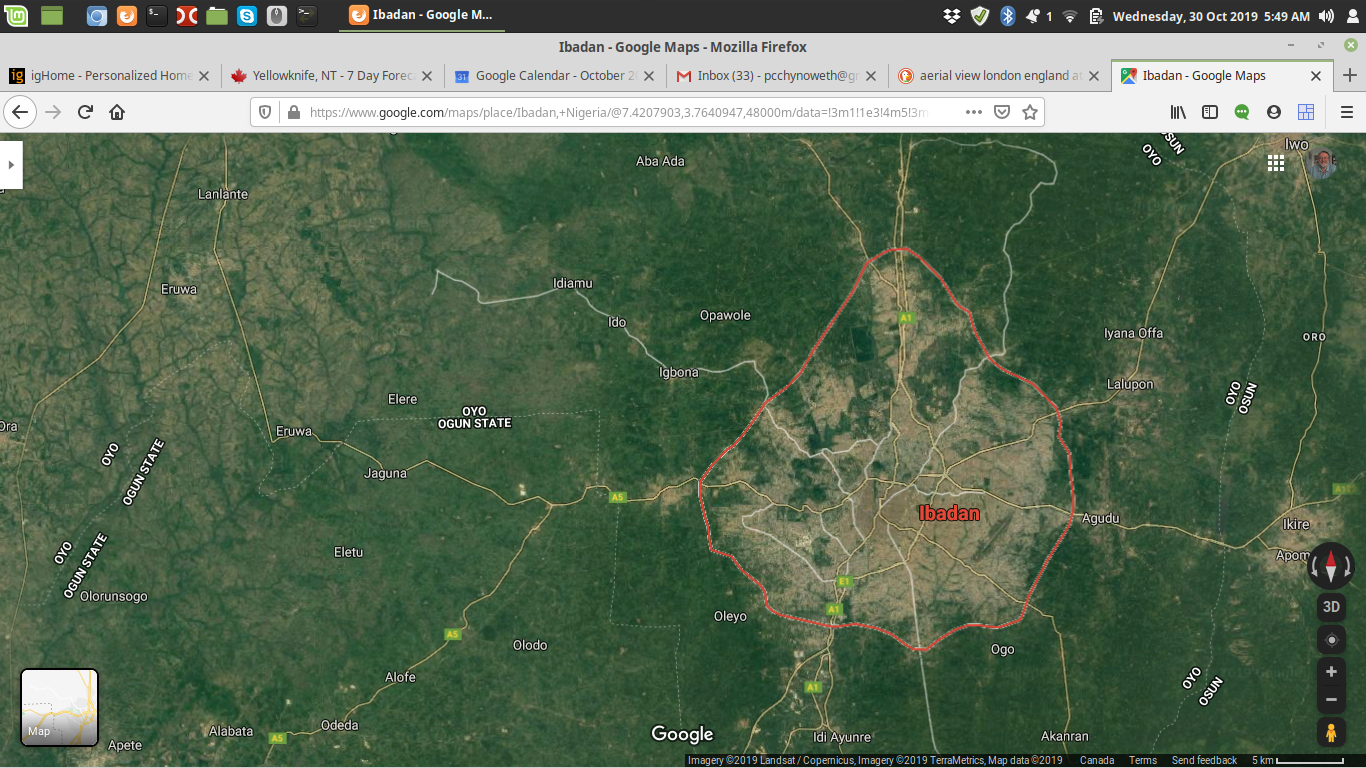 Ibadan - Google M...
1
Wednesday, 30 Oct 2019 5:49 AM
Ibadan - Google Maps - Mozilla Firefox
igHome - Personalized Home
Yellowknife, NT - 7 Day Forec
Google Calendar - October 2
Inbox (33) - pcchynoweth@g
aerial view london england a
Ibadan - Google Maps
https://www.google.com/maps/place/Ibadan,+Nigeria/@7.4207903,3.7640947,48000m/data=!3m1!1e3!4m5!3m
OYO
OSUN
Iwo
Aba Ada
Lanlante
Eruwa
Idiamu
Ido
Opawole
A1
Iyana Offa
ORO
Igbona
Lalupon
Elere
OYO
OGUN STATE
OYO
OSUN
Ora
Eruwa
OYO
OGUN STATE
Jaguna
A5
Ibadan
Agudu
Ikire
Apom
OYO
OGUN STATE
Eletu
E1
Olorunsogo
A1
Oleyo
3D
A5
Olodo
Ogo
Alofe
A1
OYO
OSUN
Map
Odeda
Alabata
A5
Apete
Google
Idi Ayunre
Akanran
Imagery ©2019 Landsat / Copernicus, Imagery ©2019 TerraMetrics, Map data ©2019 Canada Terms Send feedback 5 km